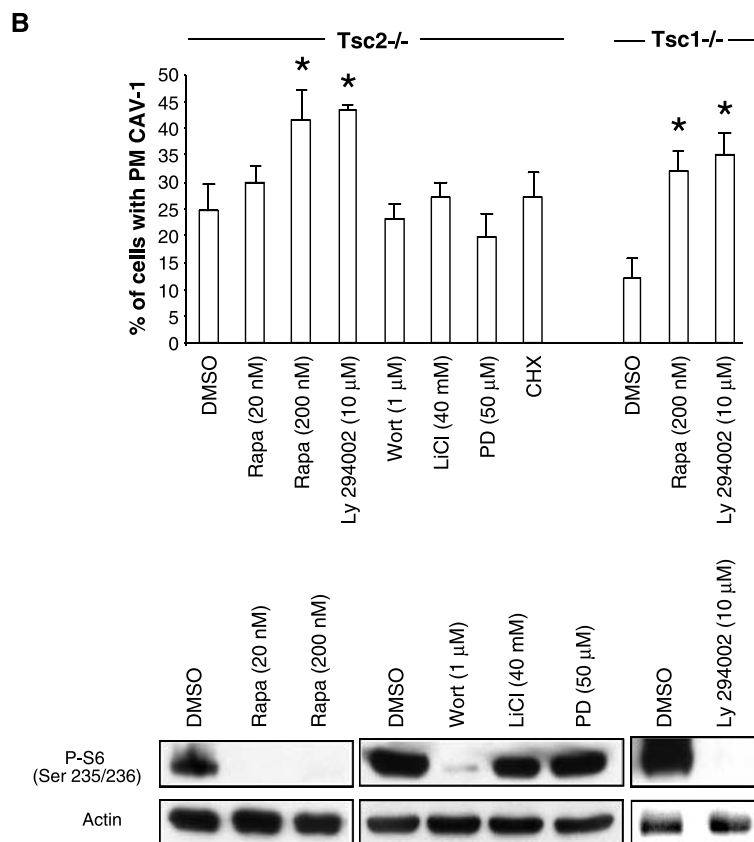 B
Tsc2-/-
Tsc1-/-
% of cells with PM CAV-1
50
45
40
35
30
25
20
15
10
5
0
* * * *
DMSO
Rapa (20 nM)
Rapa (200 nM)
Ly 294002 (10 μM)
Wort (1 μM)
LiCl (40 mM)
PD (50 μM)
CHX
DMSO
Rapa (200 nM)
Ly 294002 (10 μM)
DMSO
Rapa (20 nM)
Rapa (200 nM)
DMSO
Wort (1 μM)
LiCl (40 mM)
PD (50 μM)
DMSO
Ly 294002 (10 μM)
P-S6
(Ser 235/236)
Actin